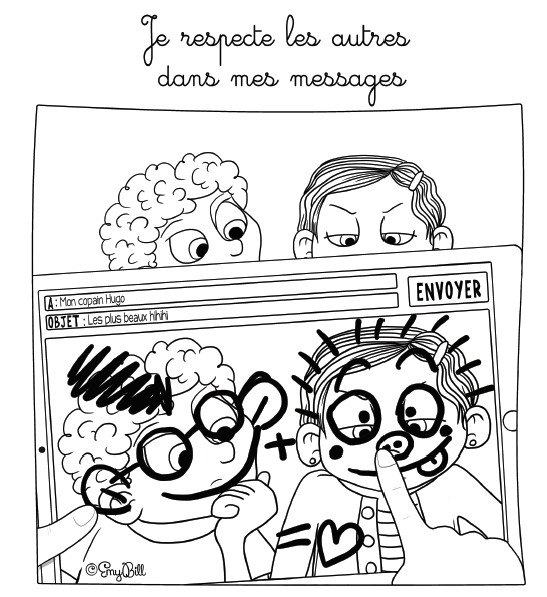 Je respecte les autres
dans mes messages
A : Mon copain Hugo
OBJET : Les plus beaux hihihi
ENVOYER
+
=
© EmyBill